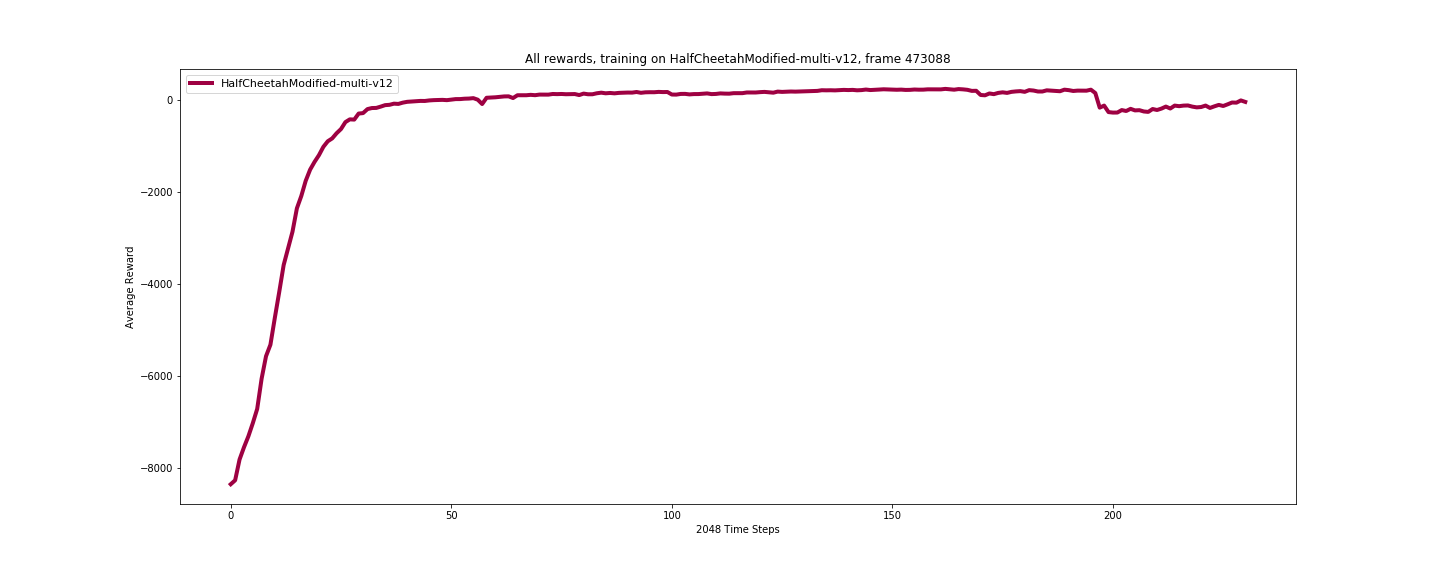 All rewards, training on HalfCheetahModified-multi-v12, frame 473088
HalfCheetahModified-multi-v12
Average Reward
0
−2000
−4000
−6000
−8000
0
50
100
150
200
2048 Time Steps